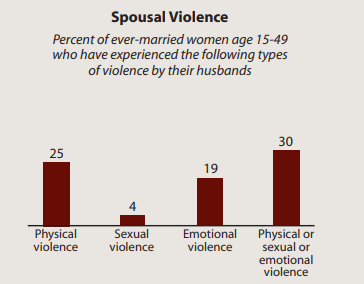 Spousal Violence
Percent of ever-married women age 15-49
who have experienced the following types
of violence by their husbands
25
4
19
30
Physical
violence
Sexual
violence
Emotional
violence
Physical or
sexual or
emotional
violence